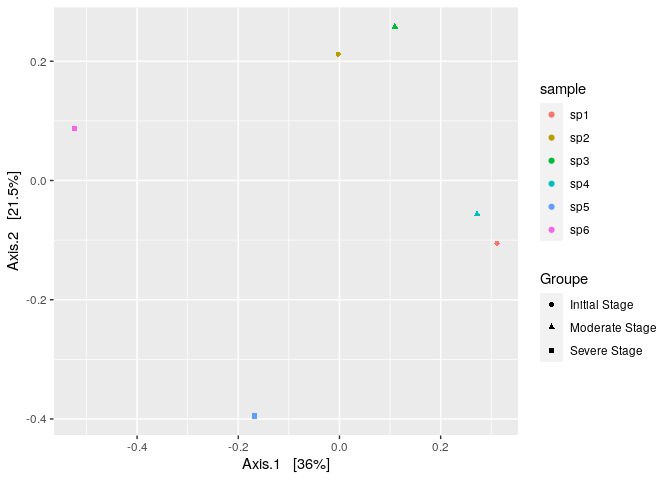 0.2
0.0
-0.2
-0.4
Axis.2 [21.5%]
-0.4
-0.2
0.0
0.2
Axis.1 [36%]
sample
sp1
sp2
sp3
sp4
sp5
sp6
Groupe
Initial Stage
Moderate Stage
Severe Stage